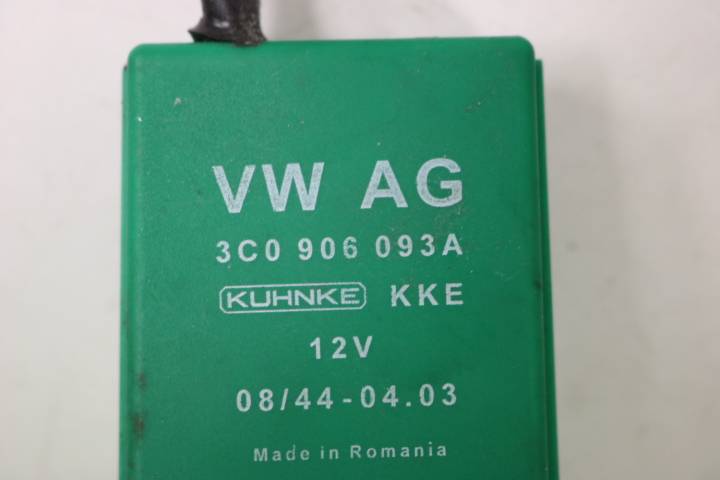 VW AG
3C0 906 093A
KUHNKE KKE
12V
08/44-04.03
Made in Romania